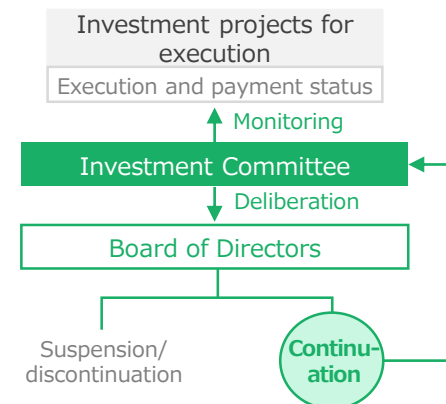 Investment projects for
execution
Execution and payment status
Monitoring
Investment Committee
Deliberation
Board of Directors
Suspension/
discontinuation
Continu-
ation